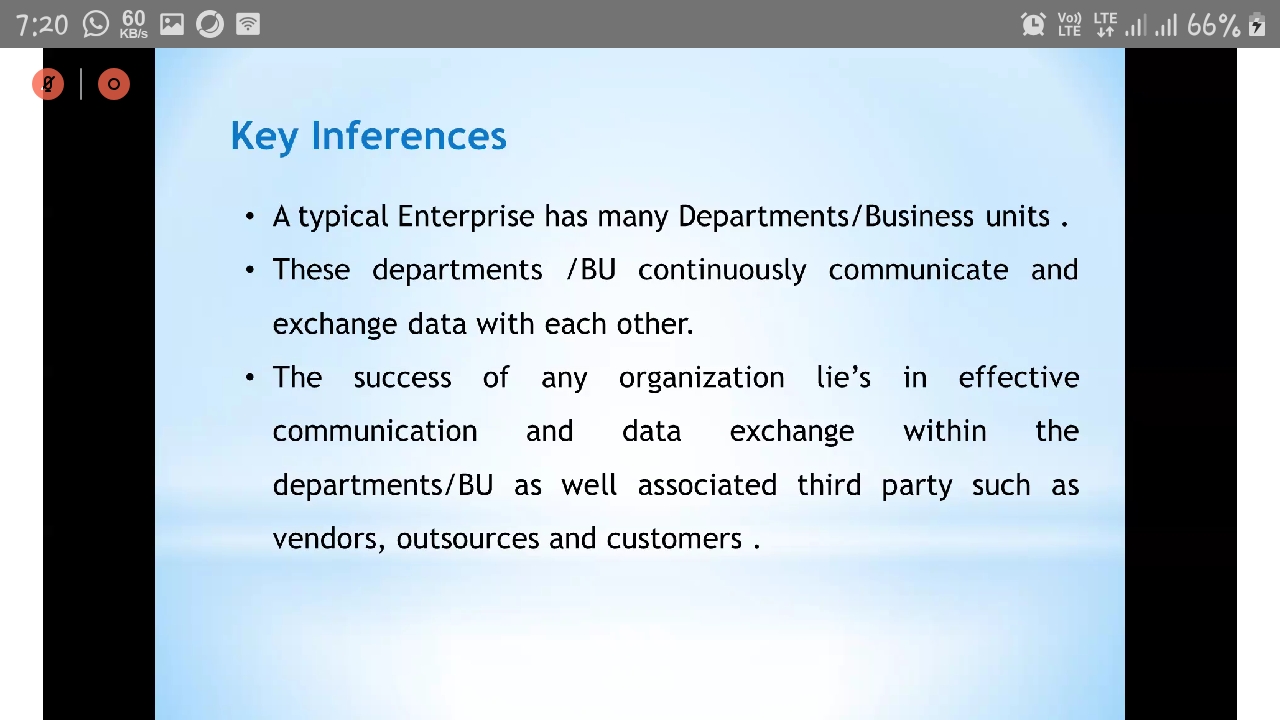 7:20 60 KB/s Vo)) LTE LTE 66%
Key Inferences
• A typical Enterprise has many Departments/Business units .
• These departments /BU continuously communicate and
exchange data with each other.
• The success of any organization lie’s in effective
communication and data exchange within the
departments/BU as well associated third party such as
vendors, outsources and customers .